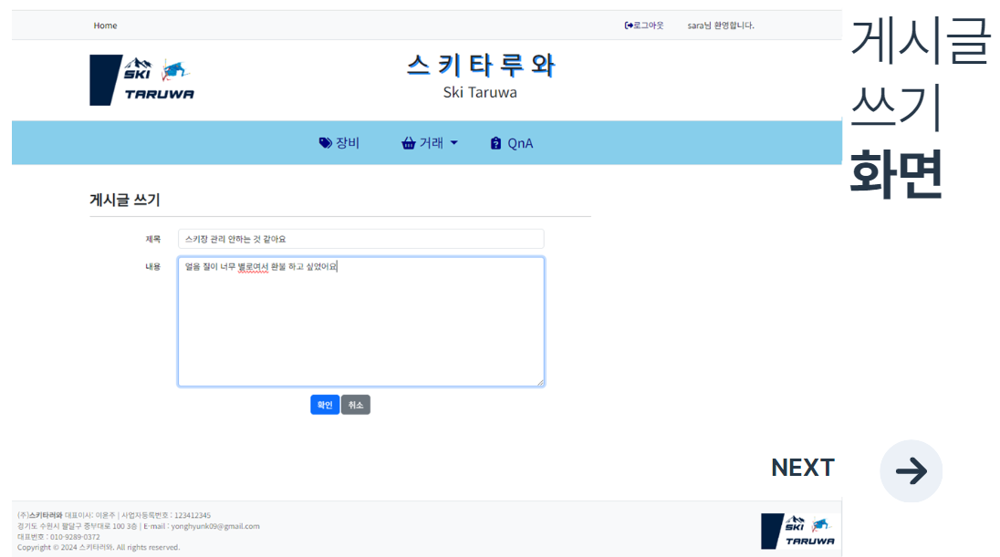 Home
로그아웃
sara님 환영합니다.
게시글
쓰기
화면
SKI
TARUWA
스키타루와
Ski Taruwa
장비
거래
QnA
게시글 쓰기
제목
스키장 관리 안하는 것 같아요
내용
얼음 질이 너무 별로여서 환불 하고 싶었어요
확인
취소
NEXT
(주)스키타러와 대표이사: 이윤주 | 사업자등록번호 : 123412345
경기도 수원시 팔달구 중부대로 100 3층 | E-mail : yonghyunk09@gmail.com
대표번호 : 010-9289-0372
Copyright © 2024 스키타러와. All rights reserved.
SKI
TARUWA